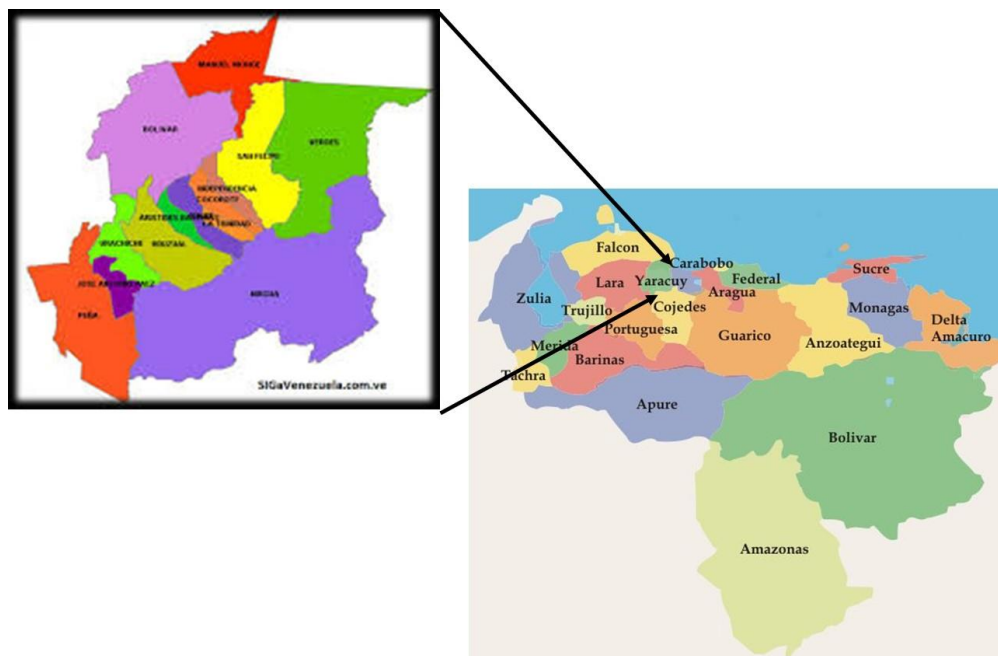 MANUEL MONGE
BOLIVAR
SAN FELIPE
VEROES
INDEPENDENCIA
COCOROTE
LA TRINIDAD
URACHICHE
BRUZUAL
JOSE ANTONIO PAEZ
NIRGUA
PEÑA
SIGaVenezuela.com.ve
Falcon
Carabobo
Sucre
Lara
Yaracuy
Federal
Aragua
Zulia
Trujillo
Cojedes
Monagas
Delta
Amacuro
Portuguesa
Guarico
Anzoategui
Merida
Barinas
Tachra
Apure
Bolivar
Amazonas